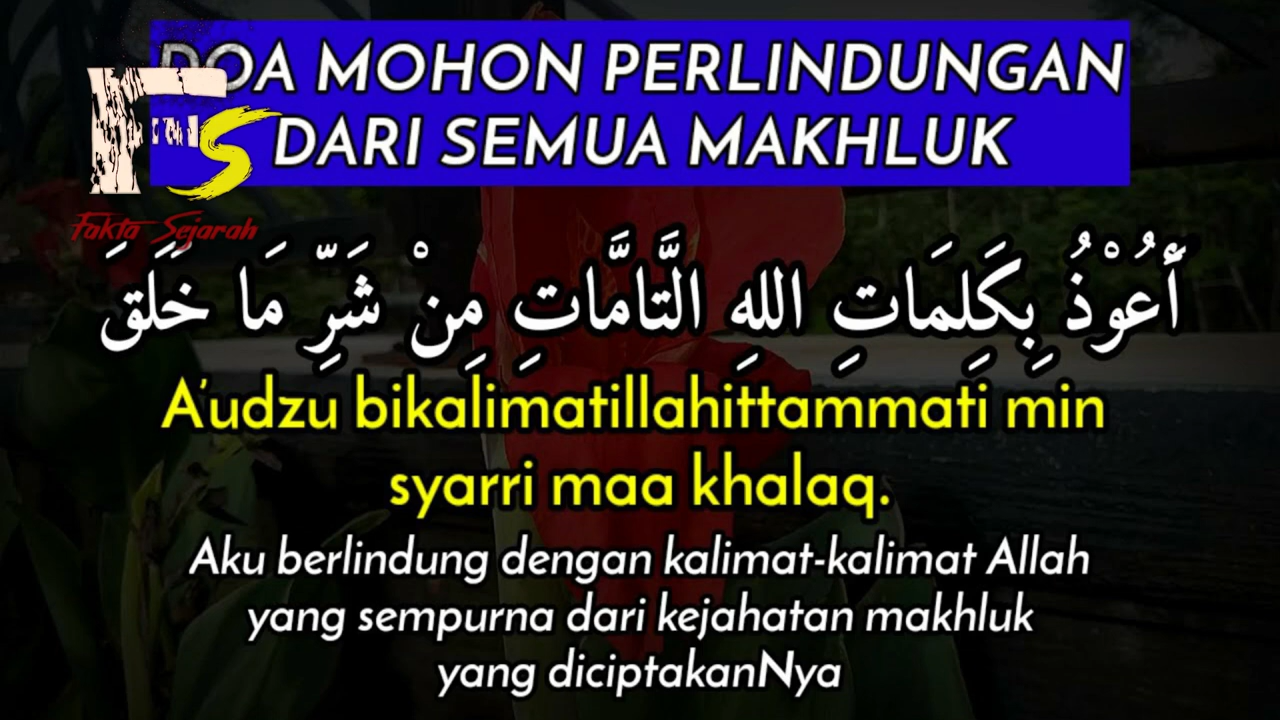 DOA MOHON PERLINDUNGAN
DARI SEMUA MAKHLUK
FS
Fakta Sejarah
أَعُوْذُ بِكَلِمَاتِ اللهِ التَّامَّاتِ مِنْ شَرِّ مَا خَلَقَ
A'udzu bikalimatillahittammati min
syarri maa khalaq.
Aku berlindung dengan kalimat-kalimat Allah
yang sempurna dari kejahatan makhluk
yang diciptakanNya